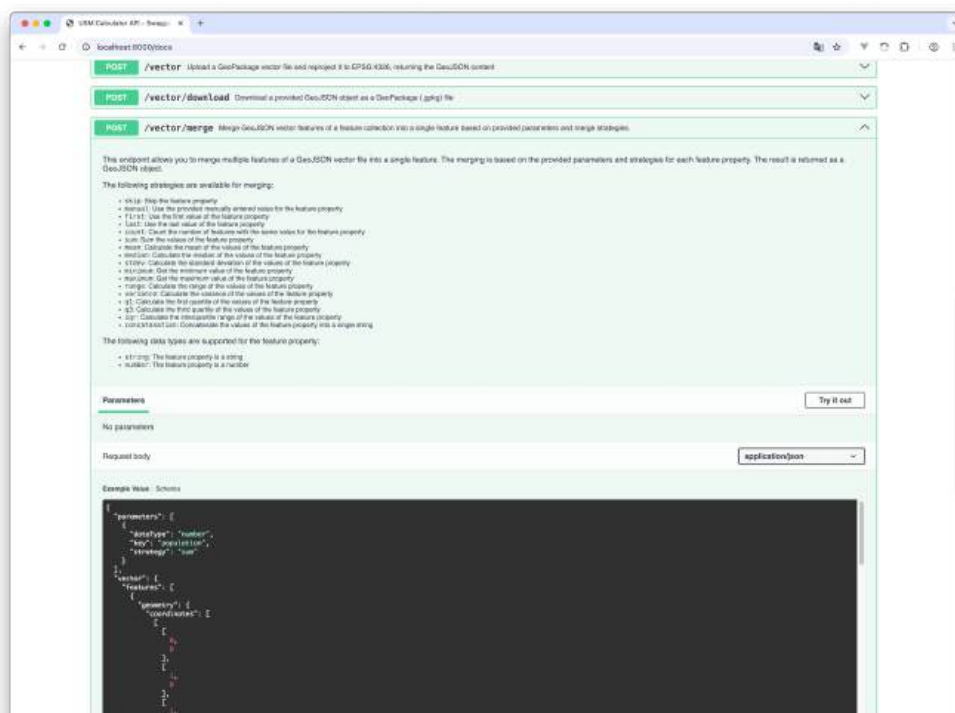 USM Calculator API - Swagger
localhost:8000/docs
POST /vector Upload a GeoPackage vector file and reproject it to EPSG:4326, returning the GeoJSON content
POST /vector/download Download a provided GeoJSON object as a GeoPackage (.gpkg) file
POST /vector/merge Merge GeoJSON vector features of a feature collection into a single feature based on provided parameters and merge strategies.
This endpoint allows you to merge multiple features of a GeoJSON vector file into a single feature. The merging is based on the provided parameters and strategies for each feature property. The result is returned as a
GeoJSON object.
The following strategies are available for merging:
• skip: Skip the feature property
• manual: Use the provided manually entered value for the feature property
• first: Use the first value of the feature property
• last: Use the last value of the feature property
• count: Count the number of features with the same value for the feature property
• sum: Sum the values of the feature property
• mean: Calculate the mean of the values of the feature property
• median: Calculate the median of the values of the feature property
• stdev: Calculate the standard deviation of the values of the feature property
• minimum: Get the minimum value of the feature property
• maximum: Get the maximum value of the feature property
• range: Calculate the range of the values of the feature property
• variance: Calculate the variance of the values of the feature property
• q1: Calculate the first quartile of the values of the feature property
• q3: Calculate the third quartile of the values of the feature property
• iqr: Calculate the interquartile range of the values of the feature property
• concatenation: Concatenate the values of the feature property into a single string
The following data types are supported for the feature property:
• string: The feature property is a string
• number: The feature property is a number
Parameters
Try it out
No parameters
Request body
application/json
Example Value Schema
{
"parameters": [
{
"dataType": "number",
"key": "population",
"strategy": "sum"
}
],
"vector": {
"features": [
{
"geometry": {
"coordinates": [
[
[
0,
0
],
[
1,
0
],
[
1,